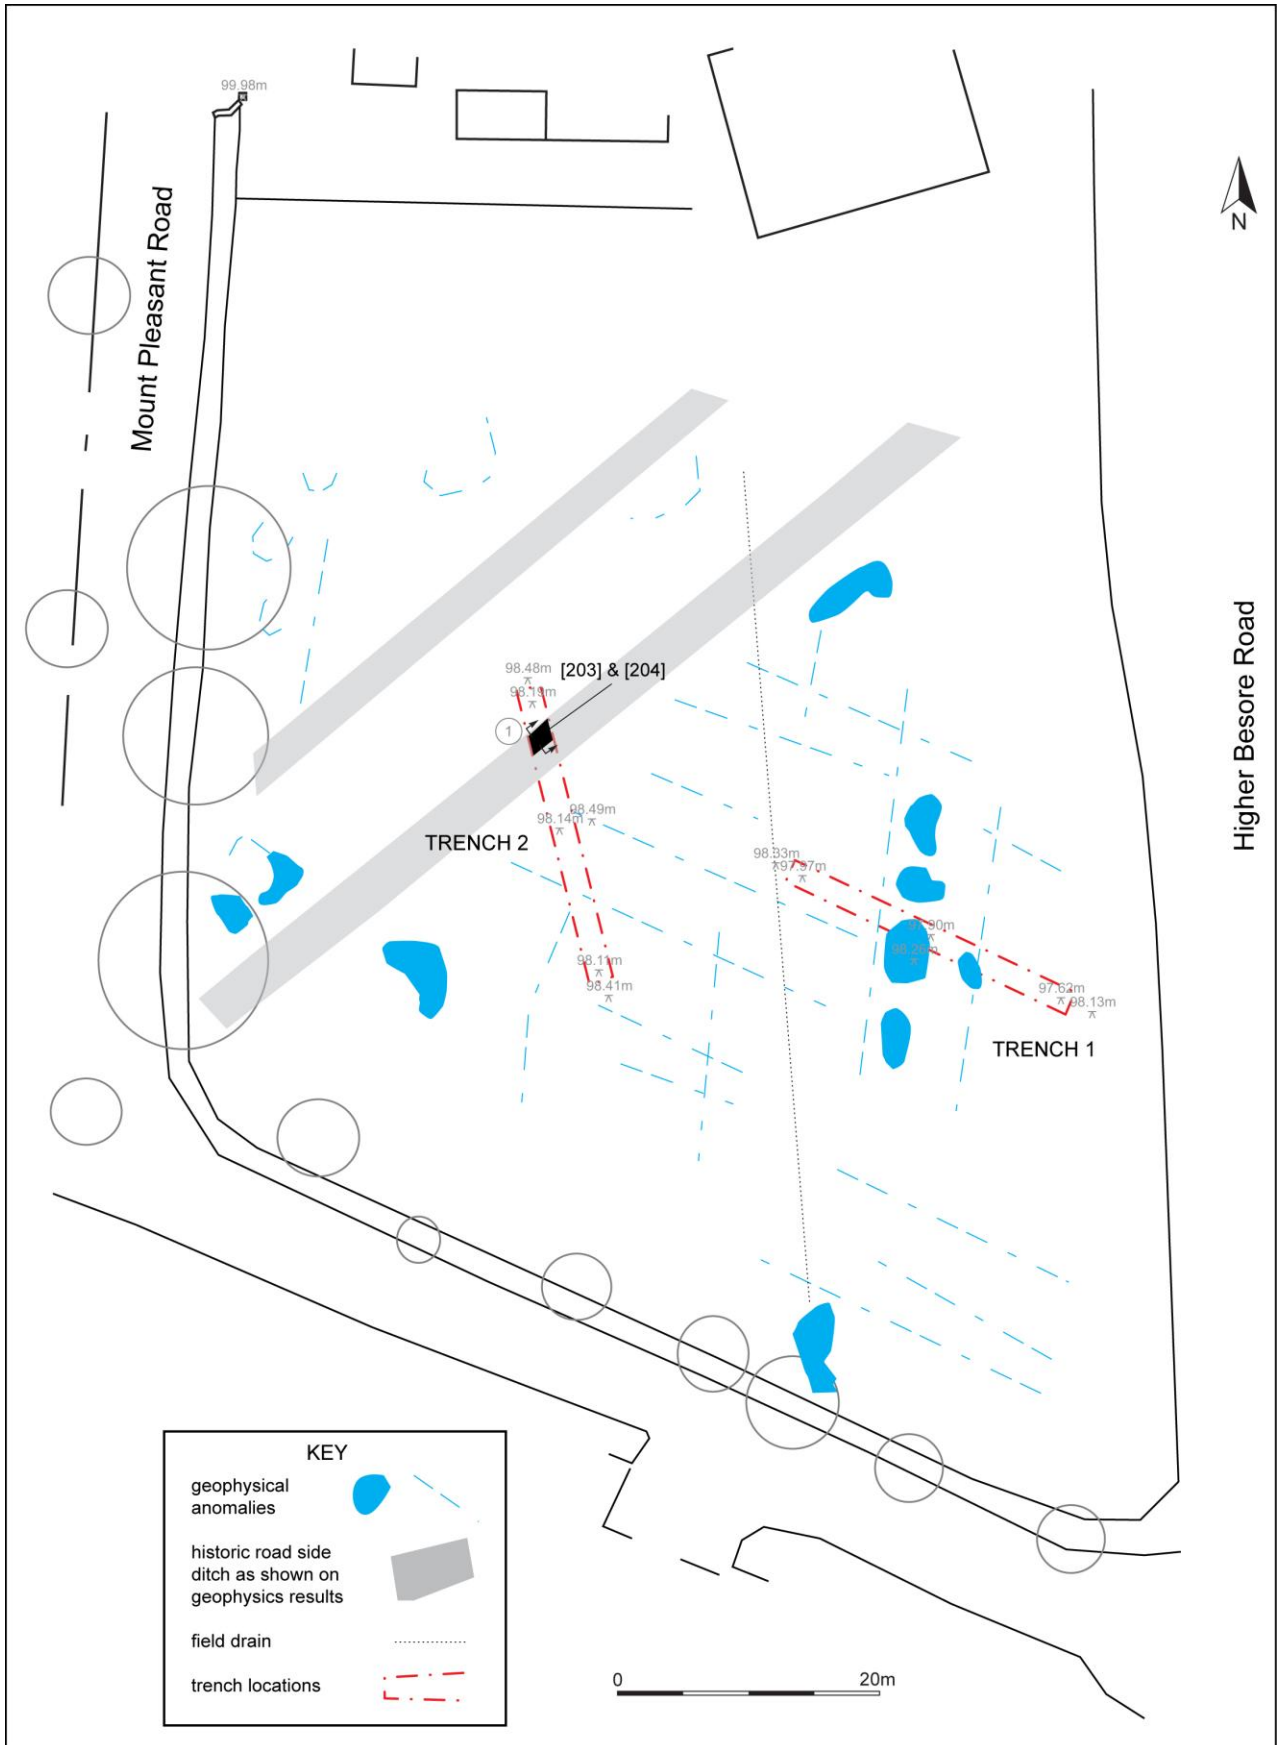 99.98m
Mount Pleasant Road
N
Higher Besore Road
98.48m
[203] & [204]
98.19m
1
98.49m
98.14m
TRENCH 2
98.33m
97.97m
97.90m
98.26m
98.11m
98.41m
97.62m
98.13m
TRENCH 1
KEY
geophysical
anomalies
historic road side
ditch as shown on
geophysics results
field drain
trench locations
0 20m